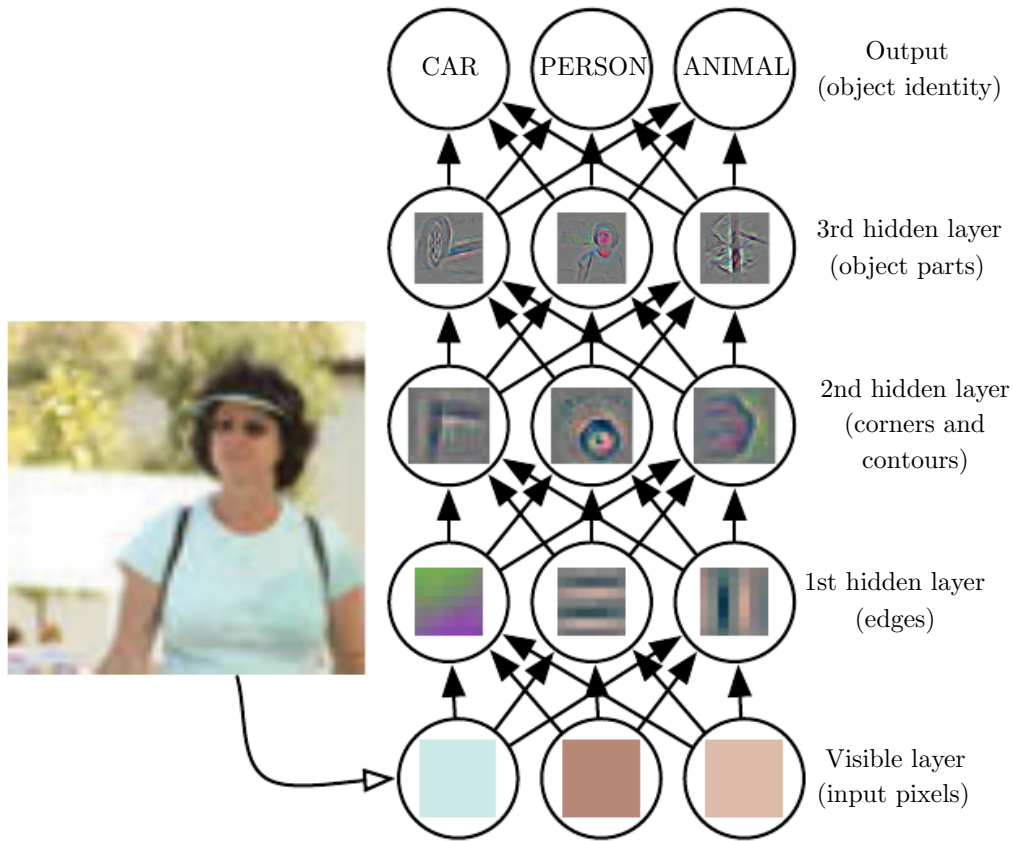 CAR
PERSON
ANIMAL
Output
(object identity)
3rd hidden layer
(object parts)
2nd hidden layer
(corners and
contours)
1st hidden layer
(edges)
Visible layer
(input pixels)